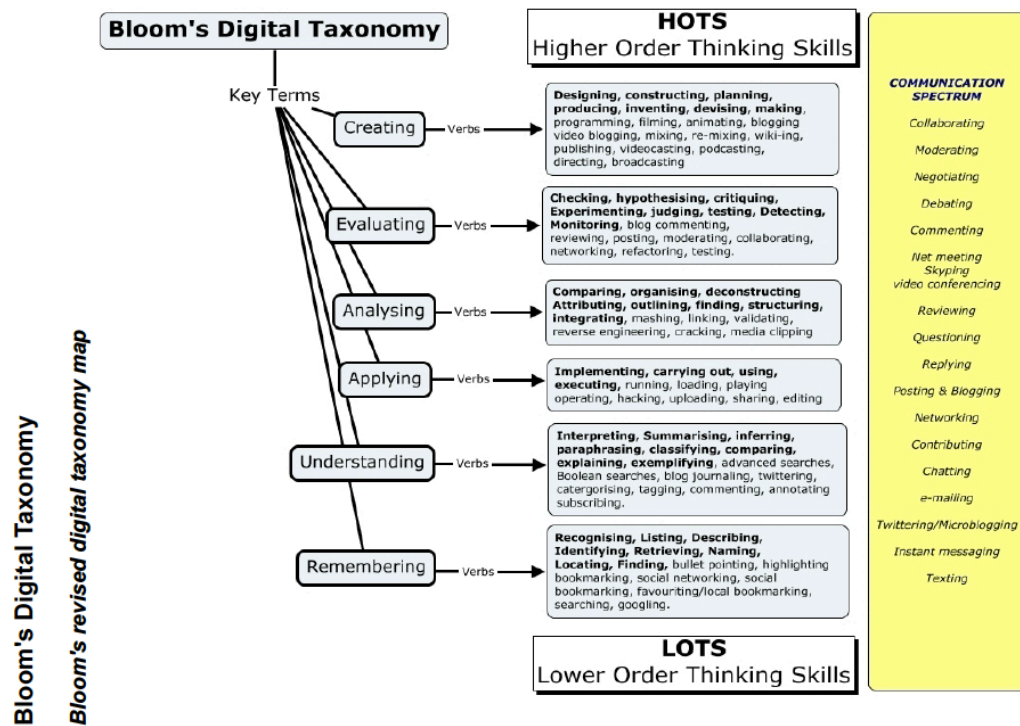 Bloom's Digital Taxonomy
Bloom's revised digital taxonomy map
Bloom's Digital Taxonomy
Key Terms
HOTS
Higher Order Thinking Skills
Creating
Verbs
Designing, constructing, planning,
producing, inventing, devising, making,
programming, filming, animating, blogging
video blogging, mixing, re-mixing, wiki-ing,
publishing, videocasting, podcasting,
directing, broadcasting
Evaluating
Verbs
Checking, hypothesising, critiquing,
Experimenting, judging, testing, Detecting,
Monitoring, blog commenting,
reviewing, posting, moderating, collaborating,
networking, refactoring, testing.
Analysing
Verbs
Comparing, organising, deconstructing
Attributing, outlining, finding, structuring,
integrating, mashing, linking, validating,
reverse engineering, cracking, media clipping
Applying
Verbs
Implementing, carrying out, using,
executing, running, loading, playing
operating, hacking, uploading, sharing, editing
Understanding
Verbs
Interpreting, Summarising, inferring,
paraphrasing, classifying, comparing,
explaining, exemplifying, advanced searches,
Boolean searches, blog journaling, twittering,
catergorising, tagging, commenting, annotating
subscribing.
Remembering
Verbs
Recognising, Listing, Describing,
Identifying, Retrieving, Naming,
Locating, Finding, bullet pointing, highlighting
bookmarking, social networking, social
bookmarking, favouriting/local bookmarking,
searching, googling.
LOTS
Lower Order Thinking Skills
COMMUNICATION
SPECTRUM
Collaborating
Moderating
Negotiating
Debating
Commenting
Net meeting
Skyping
video conferencing
Reviewing
Questioning
Replying
Posting & Blogging
Networking
Contributing
Chatting
e-mailing
Twittering/Microblogging
Instant messaging
Texting